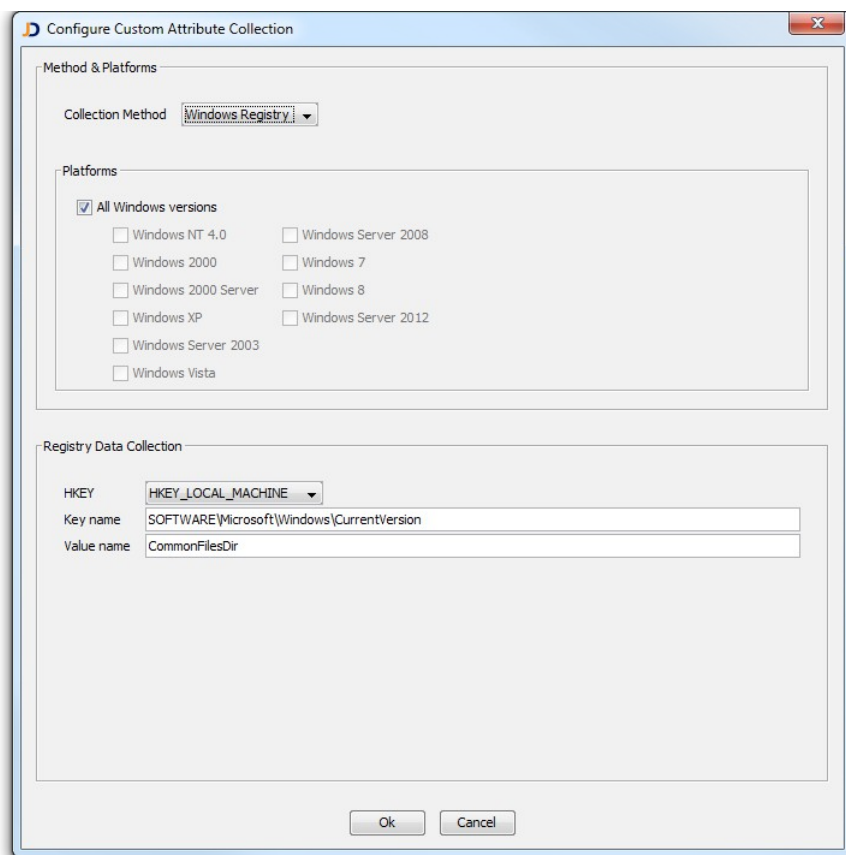 JD Configure Custom Attribute Collection
Method & Platforms
Collection Method Windows Registry
Platforms
All Windows versions
Windows NT 4.0 Windows Server 2008
Windows 2000 Windows 7
Windows 2000 Server Windows 8
Windows XP Windows Server 2012
Windows Server 2003
Windows Vista
Registry Data Collection
HKEY HKEY_LOCAL_MACHINE
Key name SOFTWARE\Microsoft\Windows\CurrentVersion
Value name CommonFilesDir
Ok Cancel